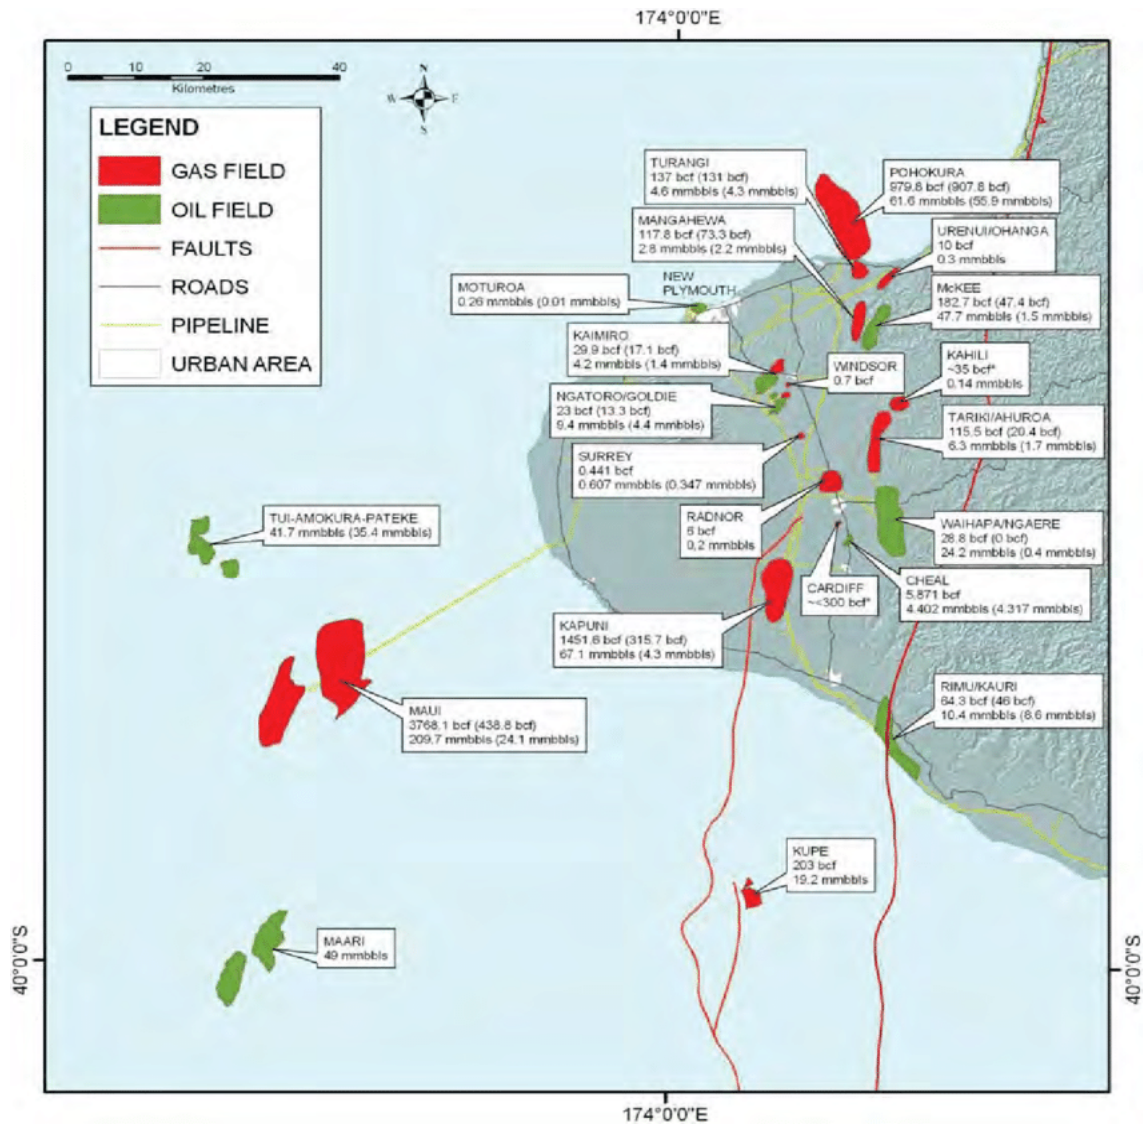 174°0'0"E
0 10 20 40
Kilometres
N
W E
S
LEGEND
GAS FIELD
OIL FIELD
FAULTS
ROADS
PIPELINE
URBAN AREA
TURANGI
137 bcf (131 bcf)
4.6 mmbbls (4.3 mmbbls)
POHOKURA
979.8 bcf (907.8 bcf)
61.6 mmbbls (55.9 mmbbls)
MANGAHEWA
117.8 bcf (73.3 bcf)
2.8 mmbbls (2.2 mmbbls)
URENUI/OHANGA
10 bcf
0.3 mmbbls
MOTUROA
0.26 mmbbls (0.01 mmbbls)
NEW
PLYMOUTH
McKEE
182.7 bcf (47.4 bcf)
47.7 mmbbls (1.5 mmbbls)
KAIMIRO
29.9 bcf (17.1 bcf)
4.2 mmbbls (1.4 mmbbls)
WINDSOR
0.7 bcf
KAHILI
~35 bcf*
0.14 mmbbls
NGATORO/GOLDIE
23 bcf (13.3 bcf)
9.4 mmbbls (4.4 mmbbls)
TARIKI/AHUROA
115.5 bcf (20.4 bcf)
6.3 mmbbls (1.7 mmbbls)
SURREY
0.441 bcf
0.607 mmbbls (0.347 mmbbls)
RADNOR
6 bcf
0.2 mmbbls
TUI-AMOKURA-PATEKE
41.7 mmbbls (35.4 mmbbls)
WAIHAPA/NGAERE
28.8 bcf (0 bcf)
24.2 mmbbls (0.4 mmbbls)
CARDIFF
~<300 bcf*
CHEAL
5.871 bcf
4.402 mmbbls (4.317 mmbbls)
KAPUNI
1451.6 bcf (315.7 bcf)
67.1 mmbbls (4.3 mmbbls)
MAUI
3768.1 bcf (438.8 bcf)
209.7 mmbbls (24.1 mmbbls)
RIMU/KAURI
64.3 bcf (46 bcf)
10.4 mmbbls (8.6 mmbbls)
KUPE
203 bcf
19.2 mmbbls
MAARI
49 mmbbls
40°0'0"S
40°0'0"S
174°0'0"E